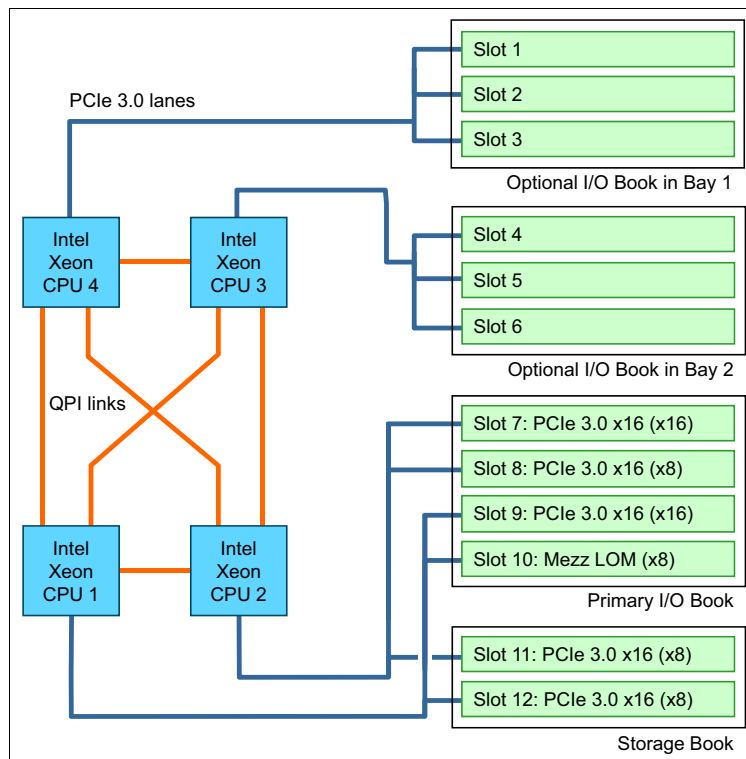 Slot 1
PCIe 3.0 lanes
Slot 2
Slot 3
Optional I/O Book in Bay 1
Intel
Xeon
CPU 4
Intel
Xeon
CPU 3
Slot 4
Slot 5
Slot 6
Optional I/O Book in Bay 2
QPI links
Slot 7: PCIe 3.0 x16 (x16)
Slot 8: PCIe 3.0 x16 (x8)
Slot 9: PCIe 3.0 x16 (x16)
Slot 10: Mezz LOM (x8)
Primary I/O Book
Intel
Xeon
CPU 1
Intel
Xeon
CPU 2
Slot 11: PCIe 3.0 x16 (x8)
Slot 12: PCIe 3.0 x16 (x8)
Storage Book